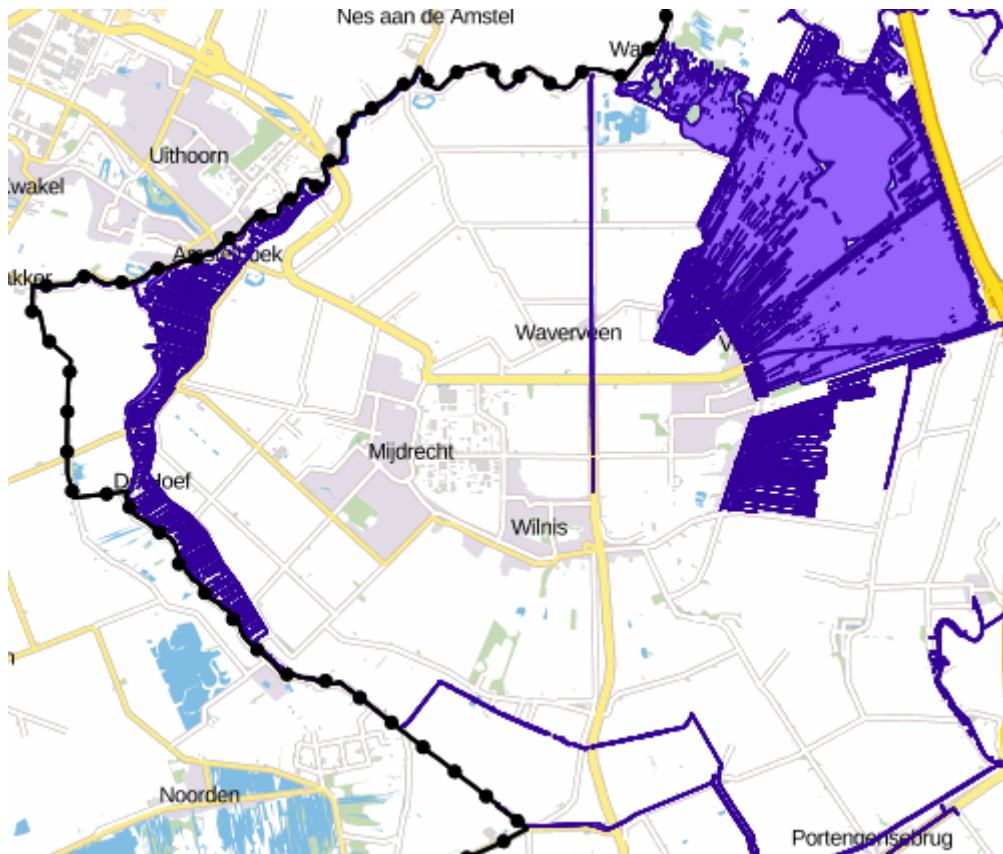 Nes aan de Amstel
Uithoorn
Waverveen
Mijdrecht
Wilnis
Noorden
Portengensebrug